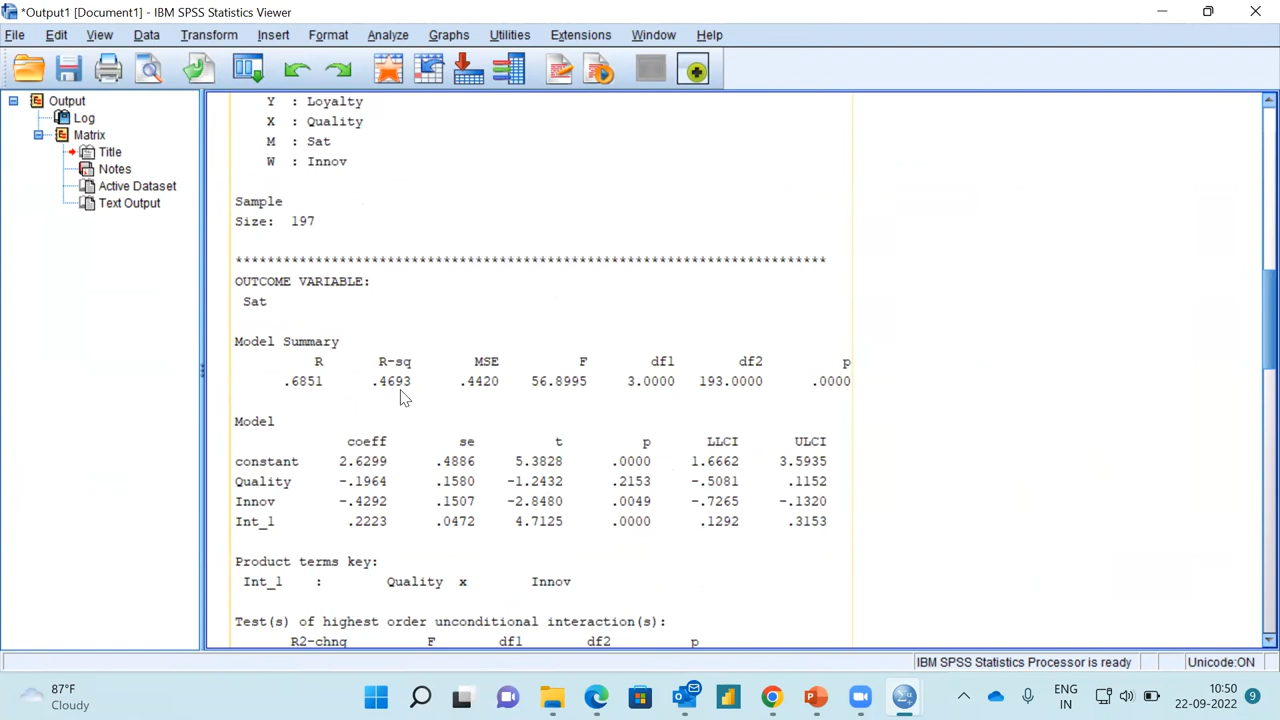 *Output1 [Document1] - IBM SPSS Statistics Viewer
File Edit View Data Transform Insert Format Analyze Graphs Utilities Extensions Window Help
Output
Log
Matrix
Title
Notes
Active Dataset
Text Output
Y : Loyalty
X : Quality
M : Sat
W : Innov
Sample
Size: 197
**************************************************************************
OUTCOME VARIABLE:
Sat
Model Summary
R R-sq MSE F df1 df2 p
.6851 .4693 .4420 56.8995 3.0000 193.0000 .0000
Model
coeff se t p LLCI ULCI
constant 2.6299 .4886 5.3828 .0000 1.6662 3.5935
Quality -.1964 .1580 -1.2432 .2153 -.5081 .1152
Innov -.4292 .1507 -2.8480 .0049 -.7265 -.1320
Int_1 .2223 .0472 4.7125 .0000 .1292 .3153
Product terms key:
Int_1 : Quality x Innov
Test(s) of highest order unconditional interaction(s):
R2-chng F df1 df2 p
IBM SPSS Statistics Processor is ready Unicode:ON
87°F
Cloudy
ENG
IN
10:50
22-09-2022
9